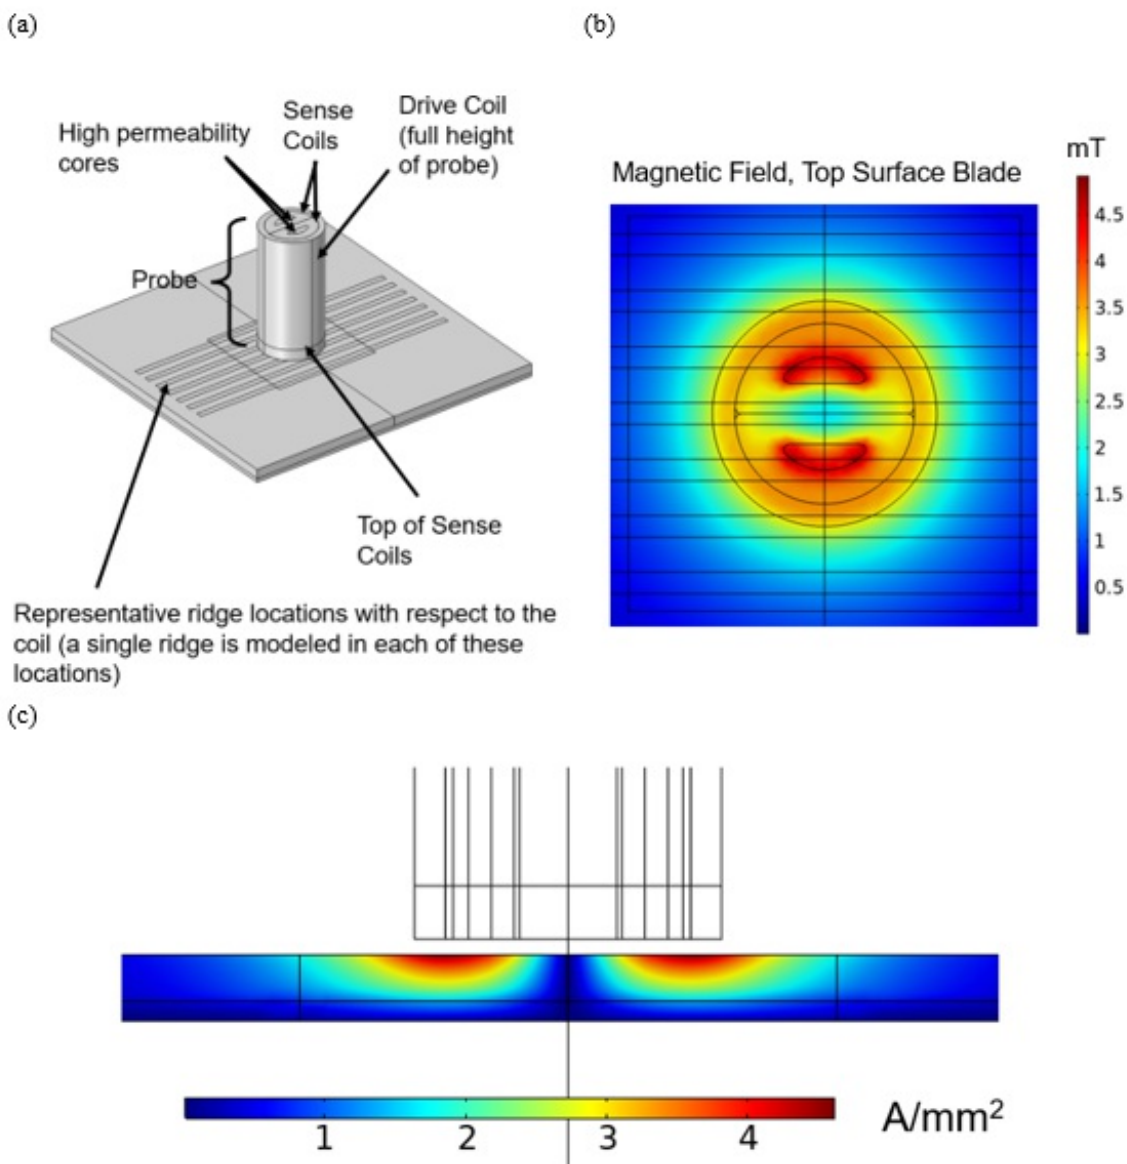 (a)
(b)
High permeability
cores
Sense
Coils
Drive Coil
(full height
of probe)
Probe
Top of Sense
Coils
Representative ridge locations with respect to the
coil (a single ridge is modeled in each of these
locations)
mT
Magnetic Field, Top Surface Blade
4.5
4
3.5
3
2.5
2
1.5
1
0.5
(c)
1
2
3
4
A/mm²